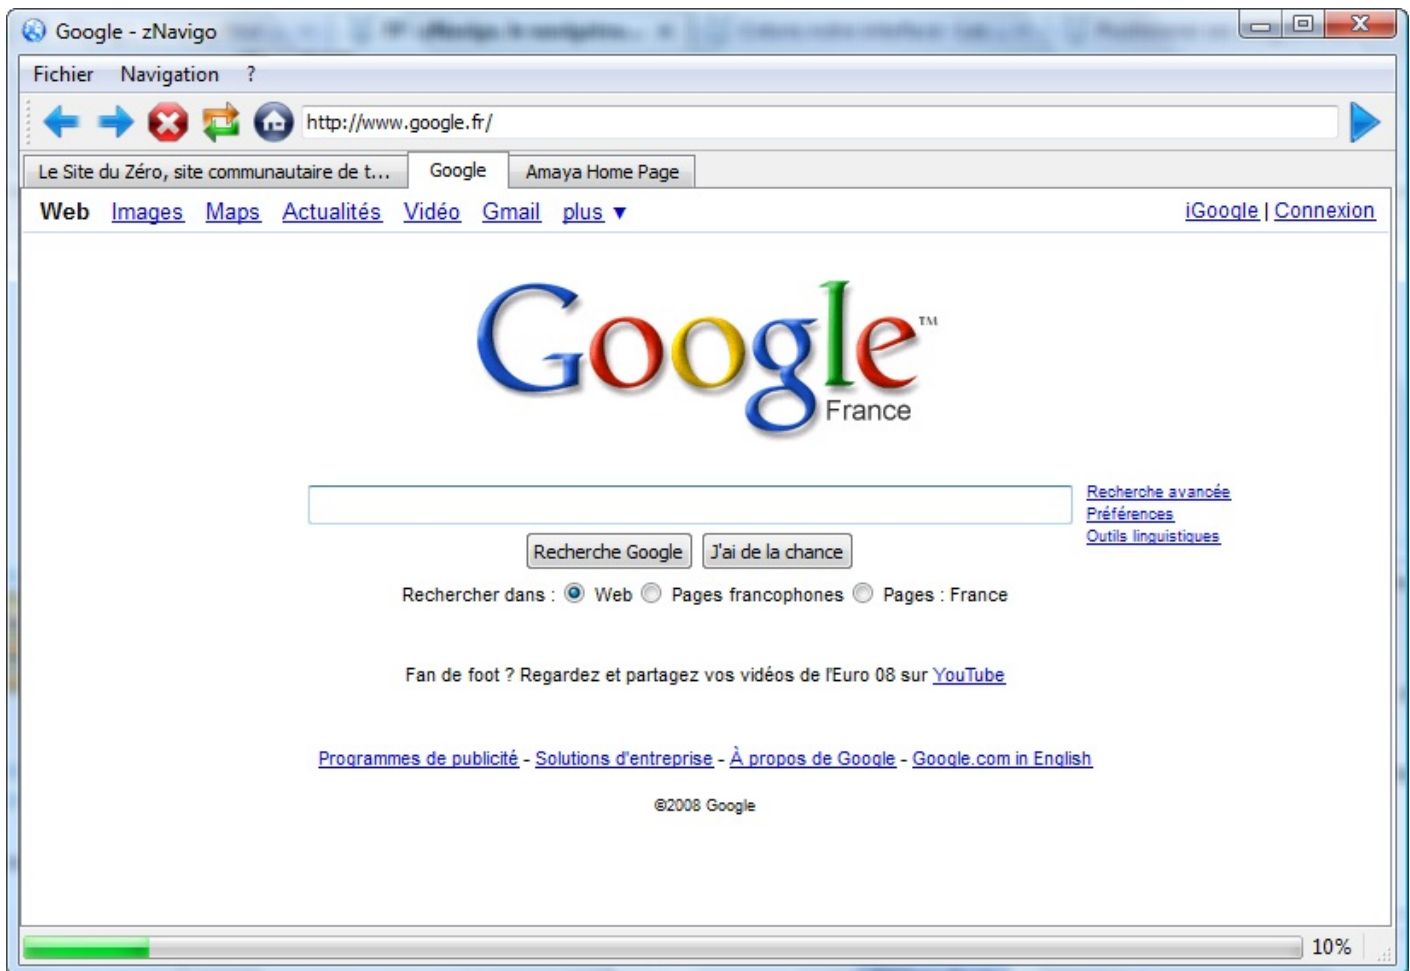 Google - zNavigo
Fichier Navigation ?
http://www.google.fr/
Le Site du Zéro, site communautaire de t... Google Amaya Home Page
Web Images Maps Actualités Vidéo Gmail plus ▼ iGoogle | Connexion
Google™
France
Recherche avancée
Préférences
Outils linguistiques
Recherche Google J'ai de la chance
Rechercher dans : Web Pages francophones Pages : France
Fan de foot ? Regardez et partagez vos vidéos de l'Euro 08 sur YouTube
Programmes de publicité - Solutions d'entreprise - À propos de Google - Google.com in English
©2008 Google
10%